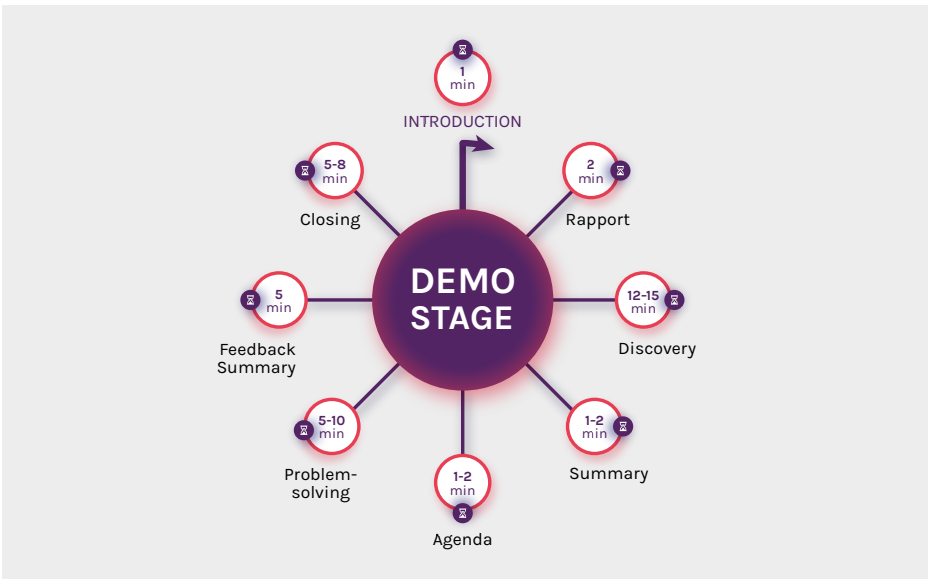 1
min
INTRODUCTION
2
min
Rapport
12-15
min
Discovery
1-2
min
Summary
1-2
min
Agenda
5-10
min
Problem-
solving
5
min
Feedback
Summary
5-8
min
Closing
DEMO
STAGE